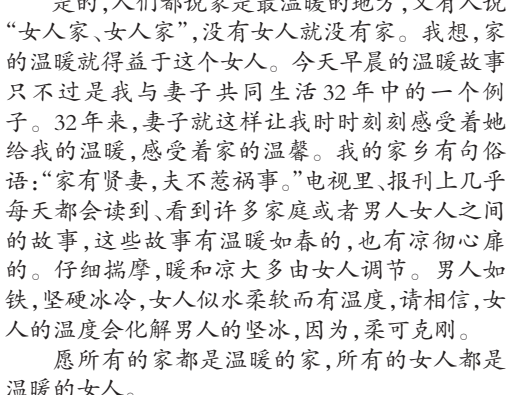 是的,人们都说家是最温暖的地方,又有人说
“女人家、女人家”,没有女人就没有家。我想,家
的温暖就得益于这个女人。今天早晨的温暖故事
只不过是我与妻子共同生活32年中的一个例
子。32年来,妻子就这样让我时时刻刻感受着她
给我的温暖,感受着家的温馨。我的家乡有句俗
语:“家有贤妻,夫不惹祸事。”电视里、报刊上几乎
每天都会读到、看到许多家庭或者男人女人之间
的故事,这些故事有温暖如春的,也有凉彻心扉
的。仔细揣摩,暖和凉大多由女人调节。男人如
铁,坚硬冰冷,女人似水柔软而有温度,请相信,女
人的温度会化解男人的坚冰,因为,柔可克刚。
愿所有的家都是温暖的家,所有的女人都是
温暖的女人。